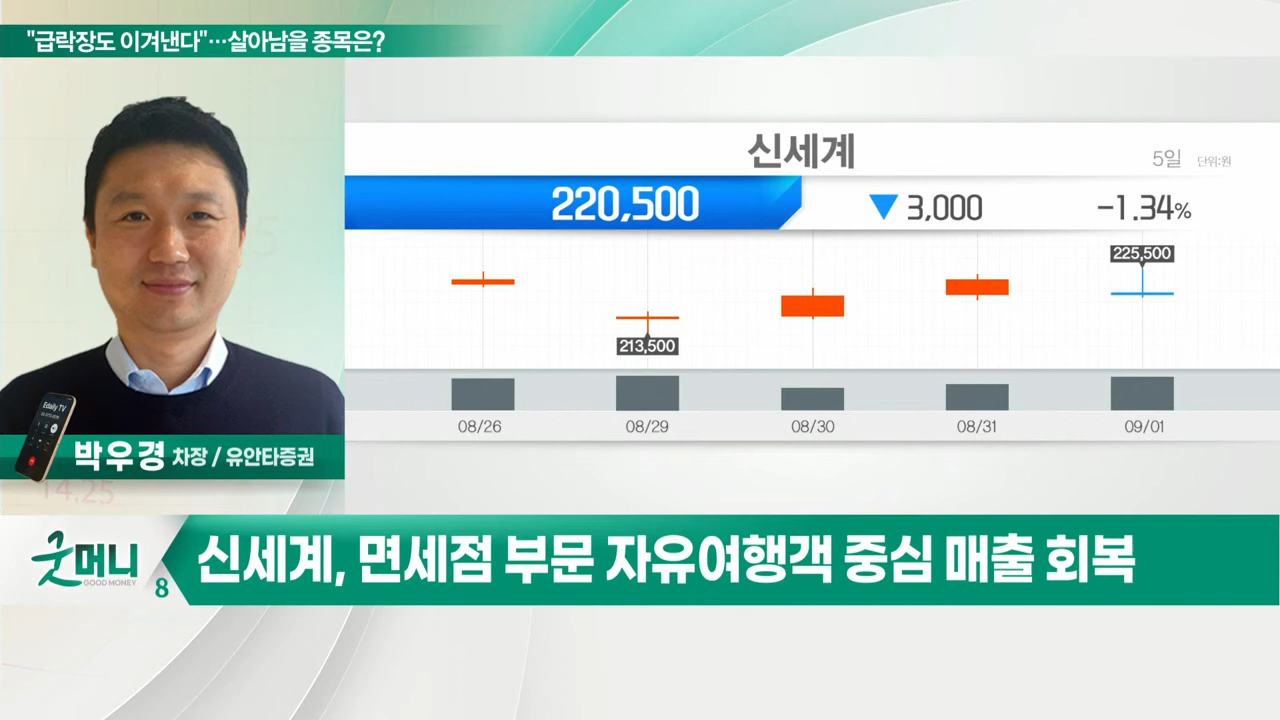 "급락장도 이겨낸다"…살아남을 종목은?
신세계
5일 단위:원
220,500 ▼ 3,000 -1.34%
225,500
213,500
08/26 08/29 08/30 08/31 09/01
Edaily TV
박우경 차장 / 유안타증권
14.25
굿머니
GOOD MONEY
8
신세계, 면세점 부문 자유여행객 중심 매출 회복